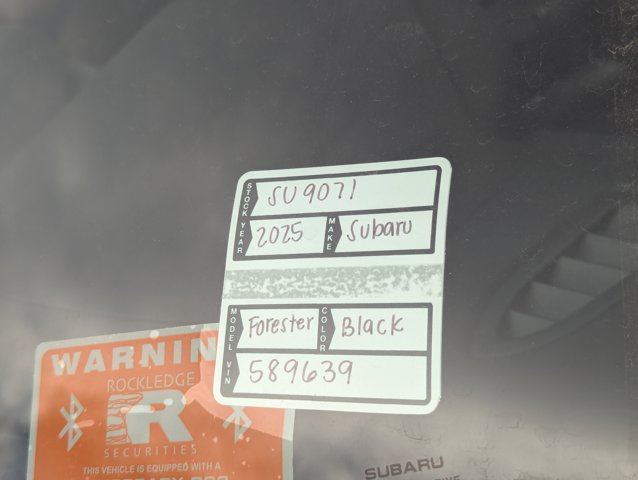 STOCK SU9071
YEAR 2025 MAKE Subaru
MODEL Forester COLOR Black
VIN 589639
WARNIN
ROCKLEDGE
R
SECURITIES
THIS VEHICLE IS EQUIPPED WITH A
SUBARU